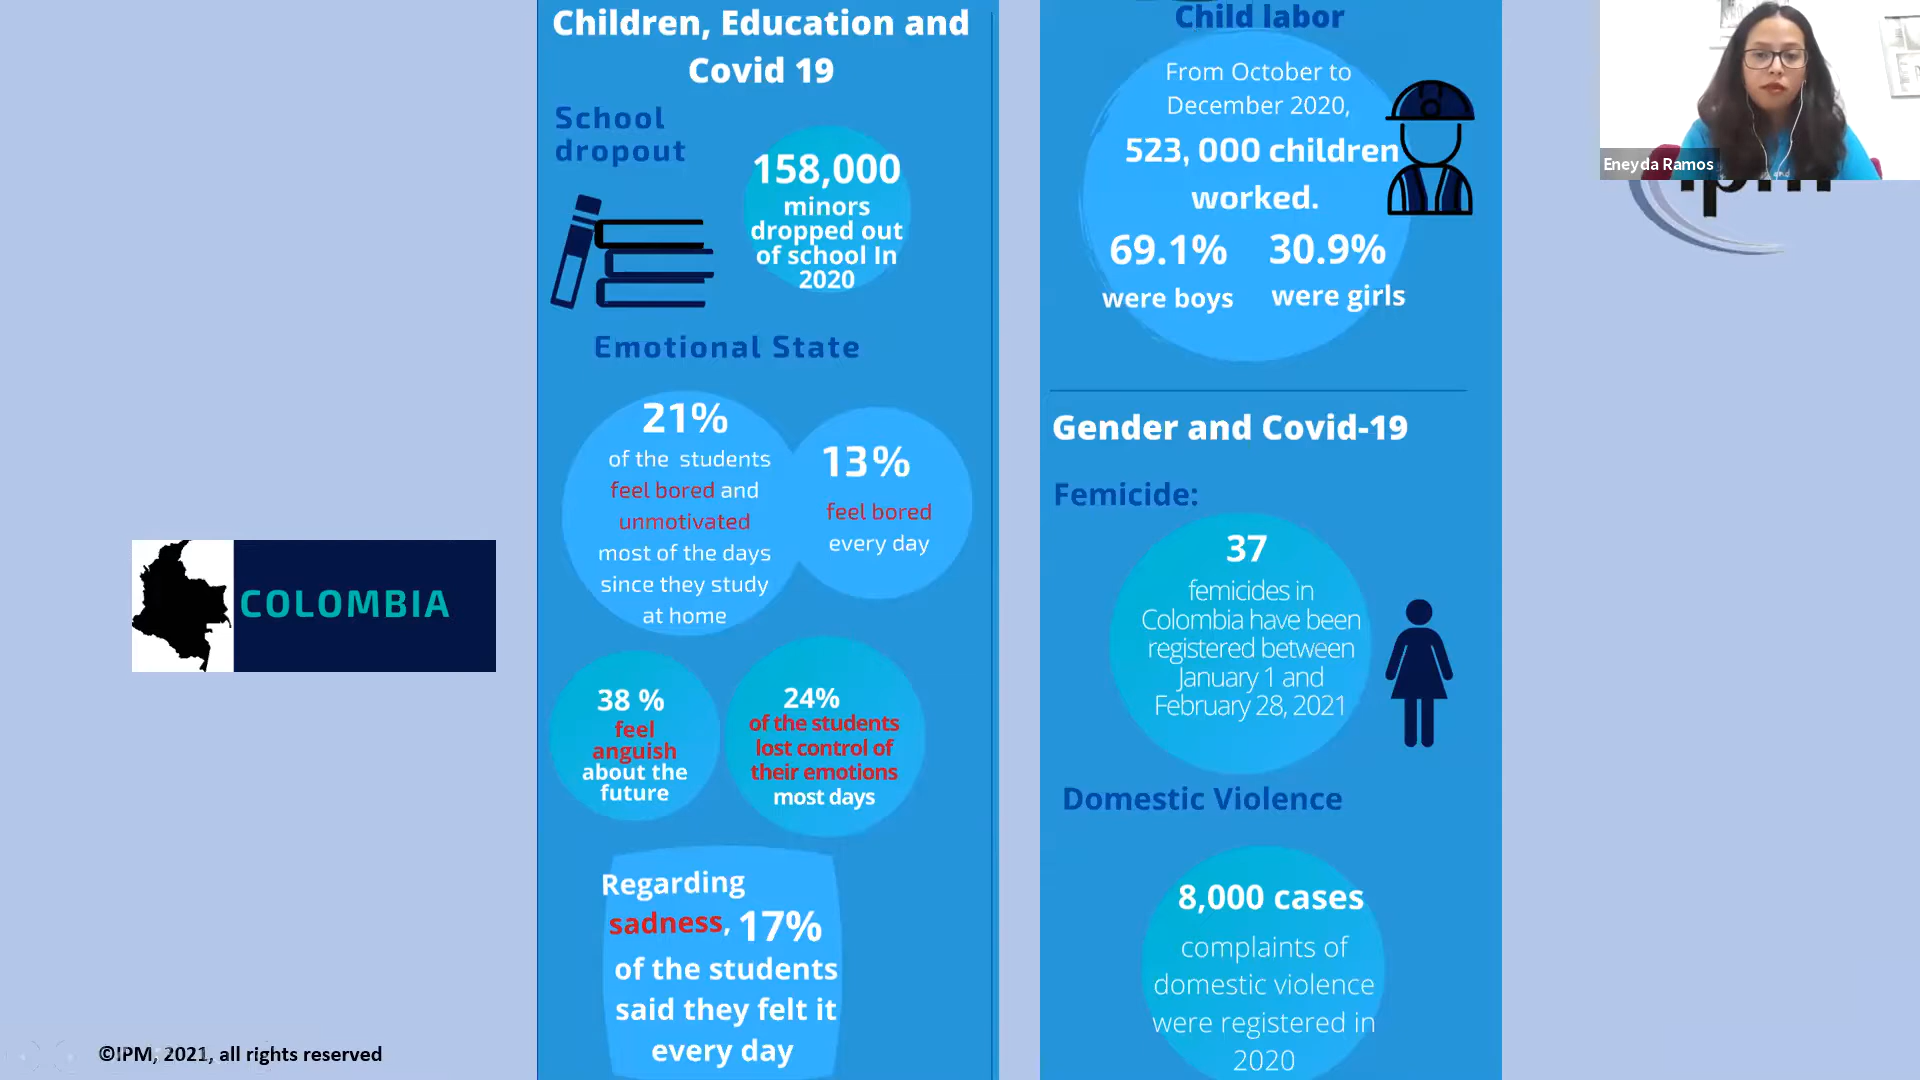 Children, Education and
Covid 19
School
dropout
158,000
minors
dropped out
of school In
2020
Emotional State
21%
of the students
feel bored and
unmotivated
most of the days
since they study
at home
13%
feel bored
every day
38 %
feel
anguish
about the
future
24%
of the students
lost control of
their emotions
most days
Regarding
sadness, 17%
of the students
said they felt it
every day
Child labor
From October to
December 2020,
523, 000 children
worked.
69.1%
were boys
30.9%
were girls
Gender and Covid-19
Femicide:
37
femicides in
Colombia have been
registered between
January 1 and
February 28, 2021
Domestic Violence
8,000 cases
complaints of
domestic violence
were registered in
2020
COLOMBIA
©IPM, 2021, all rights reserved
Eneyda Ramos
ipm